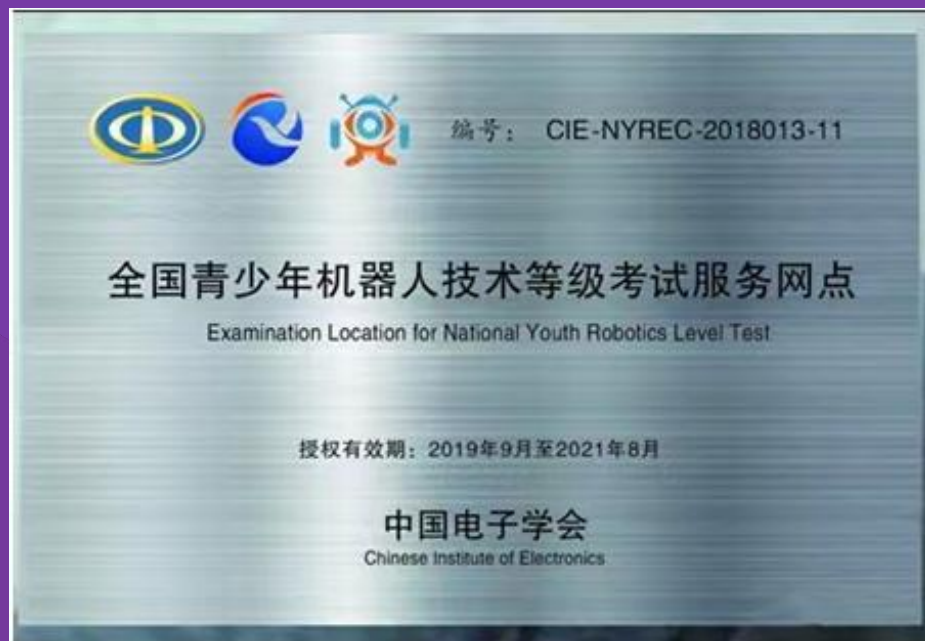 编号： CIE-NYREC-2018013-11
全国青少年机器人技术等级考试服务网点
Examination Location for National Youth Robotics Level Test
授权有效期：2019年9月至2021年8月
中国电子学会
Chinese Institute of Electronics